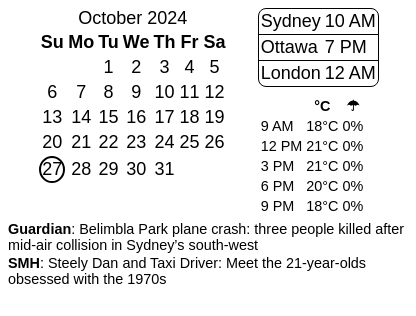 October 2024
Su Mo Tu We Th Fr Sa
1 2 3 4 5
6 7 8 9 10 11 12
13 14 15 16 17 18 19
20 21 22 23 24 25 26
27 28 29 30 31
Sydney 10 AM
Ottawa 7 PM
London 12 AM
°C ☂
9 AM 18°C 0%
12 PM 21°C 0%
3 PM 21°C 0%
6 PM 20°C 0%
9 PM 18°C 0%
Guardian: Belimbla Park plane crash: three people killed after
mid-air collision in Sydney's south-west
SMH: Steely Dan and Taxi Driver: Meet the 21-year-olds
obsessed with the 1970s